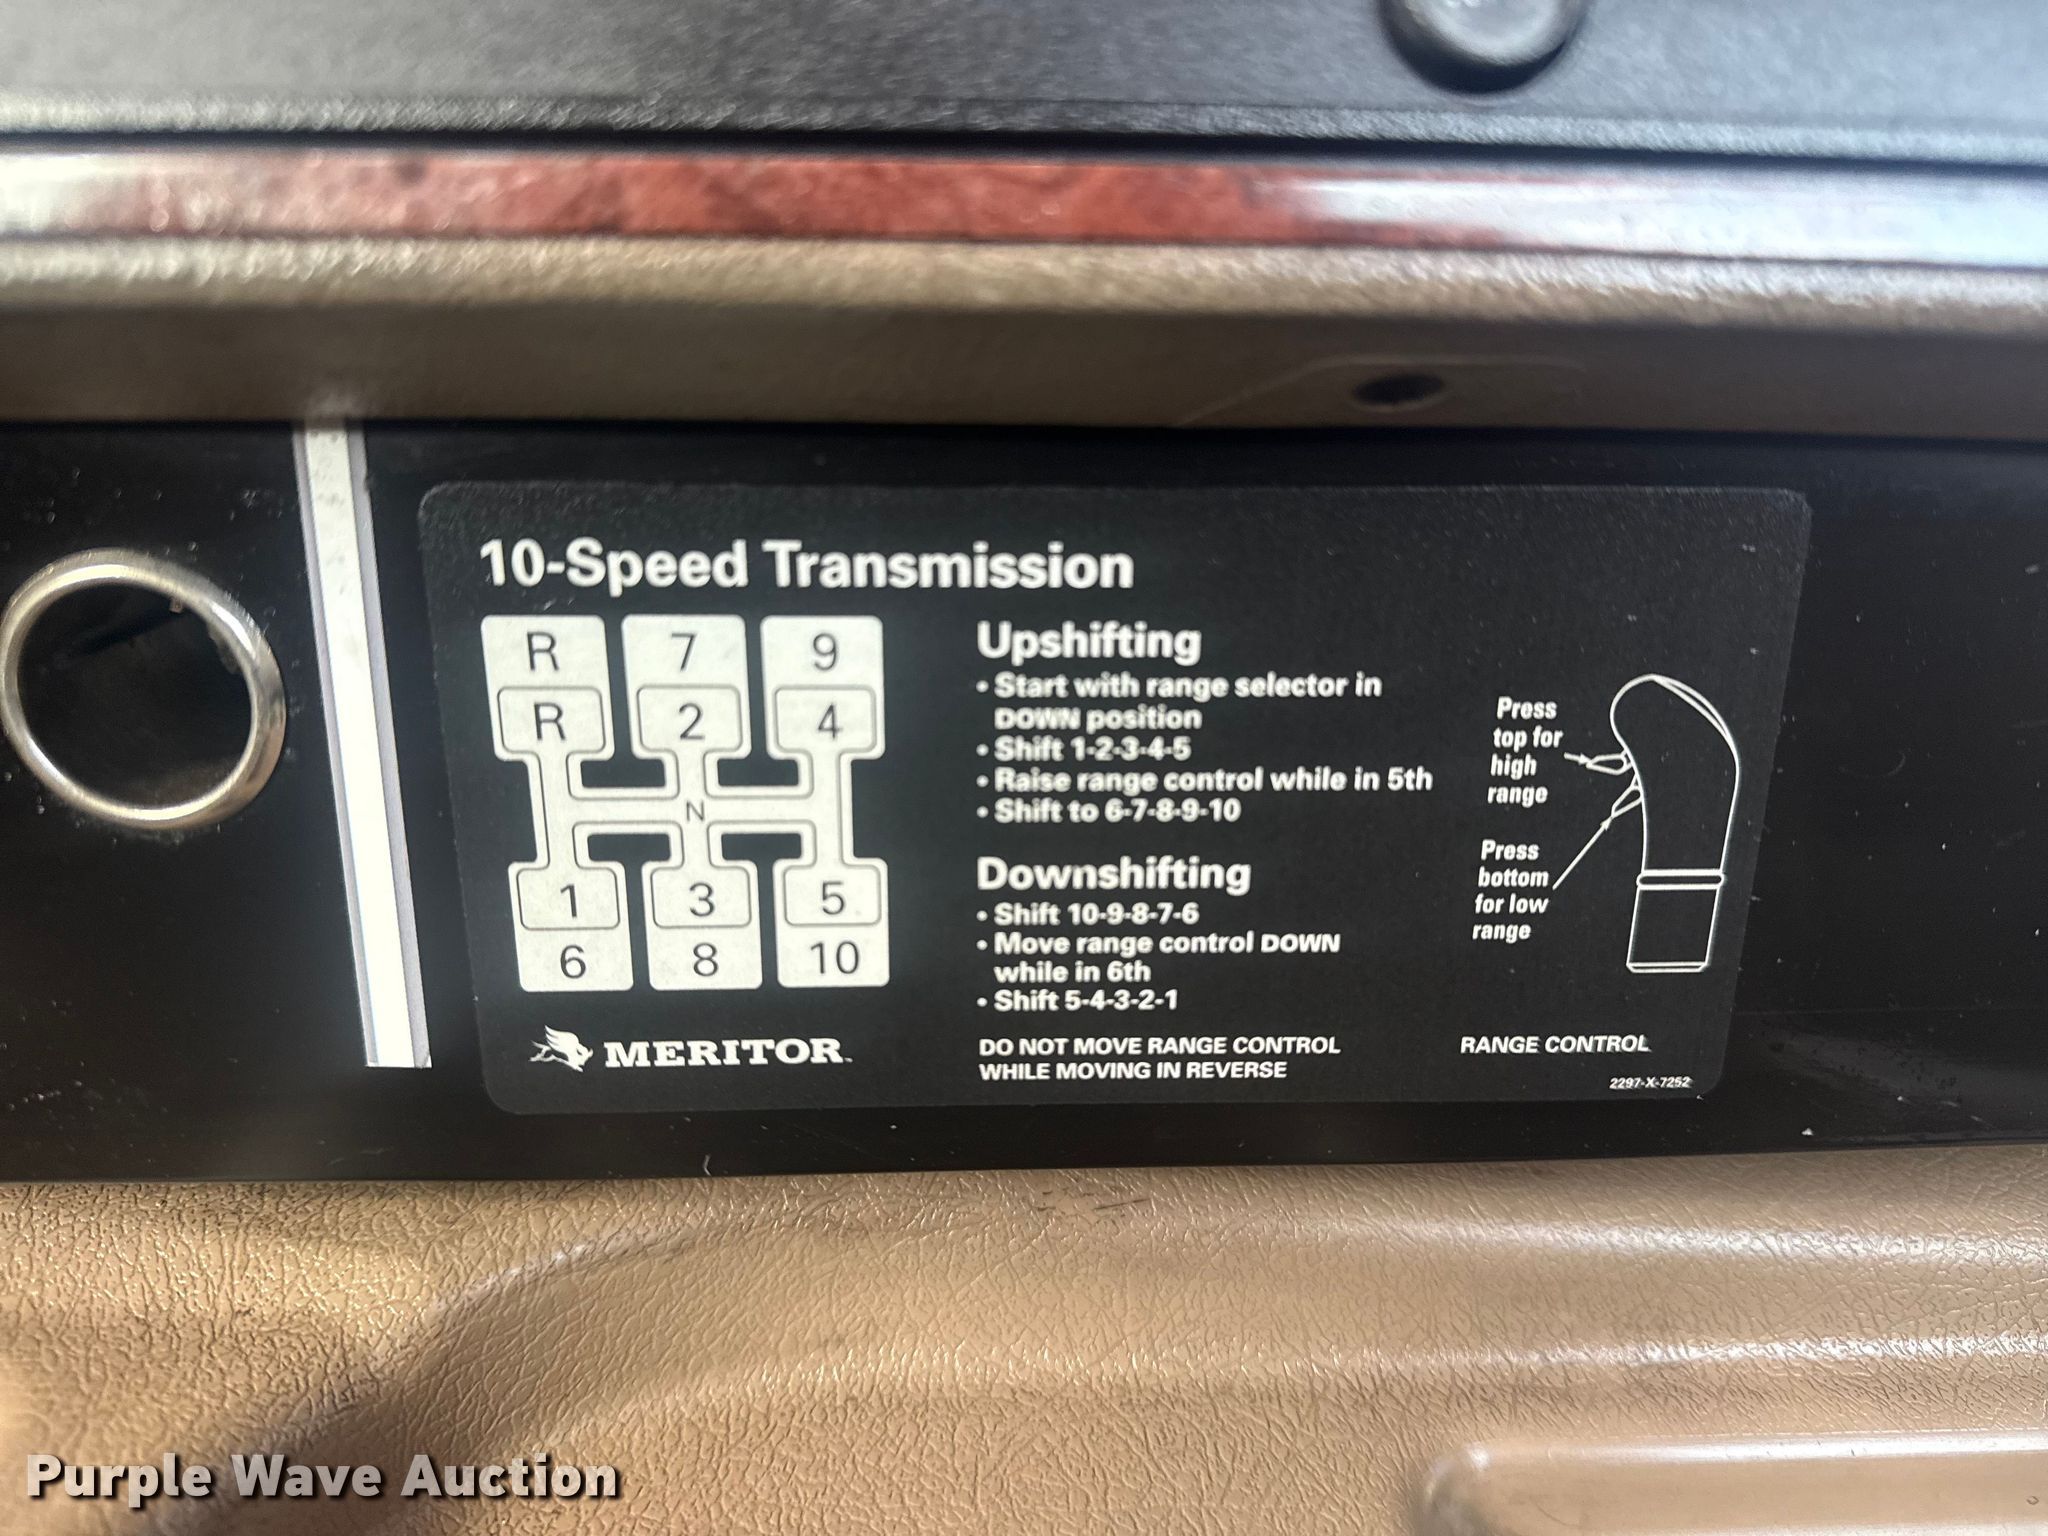 10-Speed Transmission
R 7 9
R 2 4
N
1 3 5
6 8 10
MERITOR
Upshifting
• Start with range selector in
DOWN position
• Shift 1-2-3-4-5
• Raise range control while in 5th
• Shift to 6-7-8-9-10
Downshifting
• Shift 10-9-8-7-6
• Move range control DOWN
while in 6th
• Shift 5-4-3-2-1
DO NOT MOVE RANGE CONTROL
WHILE MOVING IN REVERSE
Press
top for
high
range
Press
bottom
for low
range
RANGE CONTROL
2297-X-7252
Purple Wave Auction